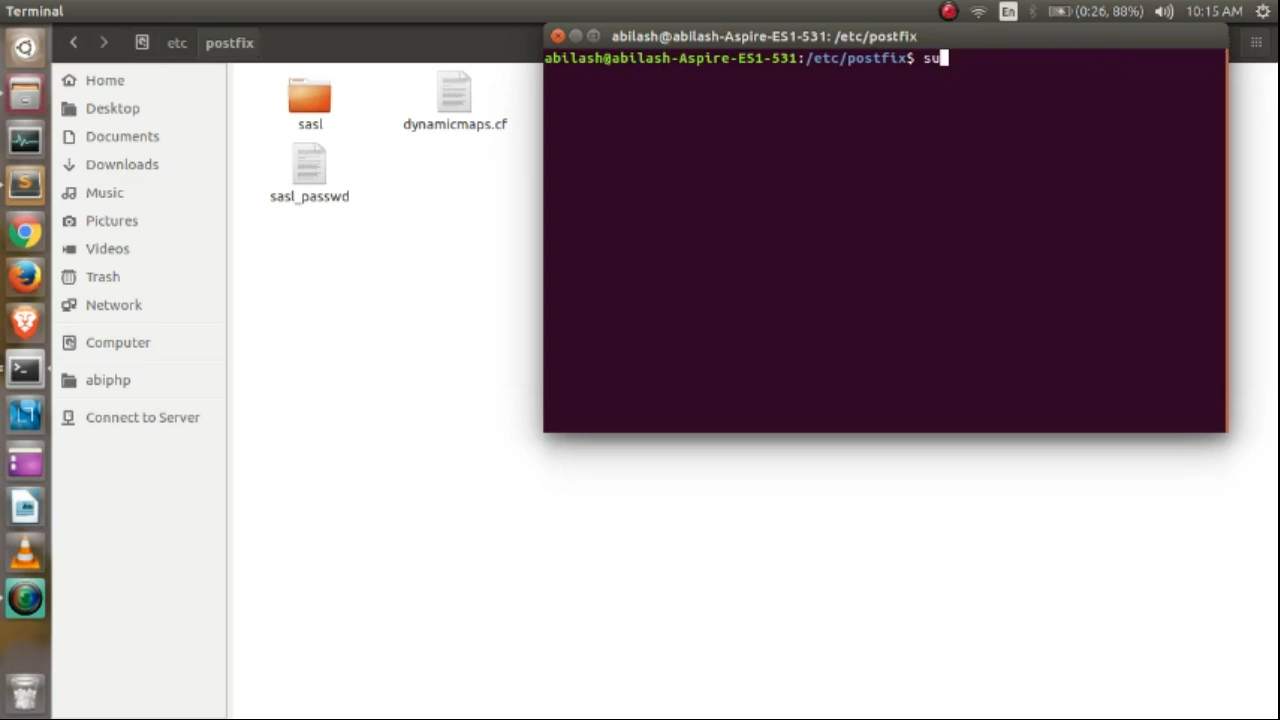 Terminal
En
(0:26, 88%)
10:15 AM
etc
postfix
Home
Desktop
Documents
Downloads
Music
Pictures
Videos
Trash
Network
Computer
abiphp
Connect to Server
sasl
dynamicmaps.cf
sasl_passwd
abilash@abilash-Aspire-ES1-531: /etc/postfix
abilash@abilash-Aspire-ES1-531:/etc/postfix$ su